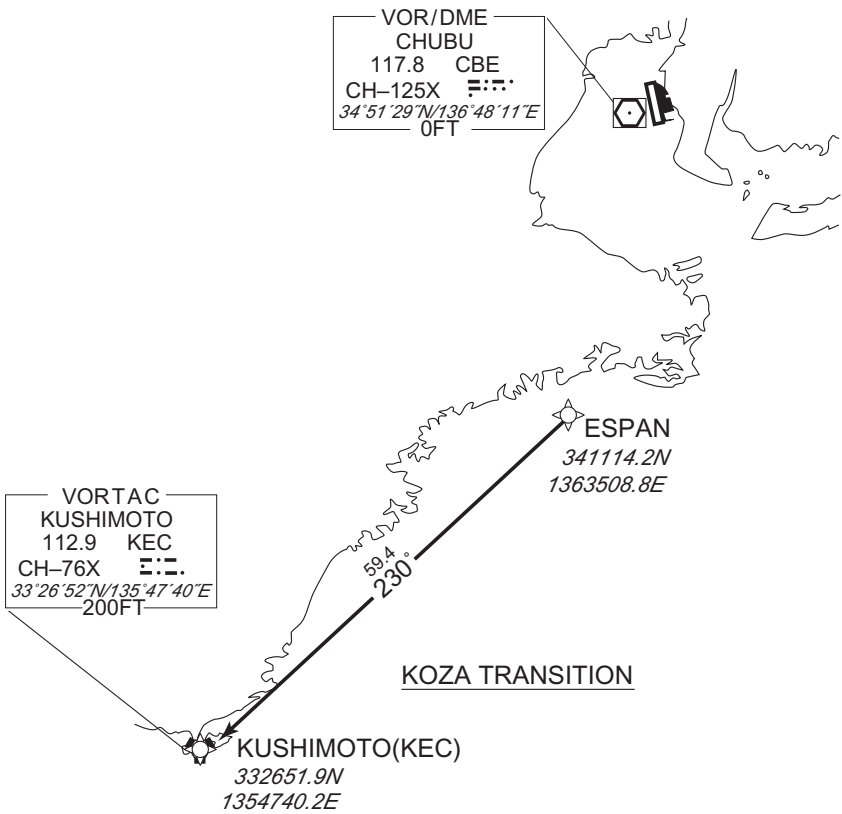 VOR/DME
CHUBU
117.8 CBE
CH–125X
34°51′29″N/136°48′11″E
0FT
ESPAN
341114.2N
1363508.8E
VORTAC
KUSHIMOTO
112.9 KEC
CH–76X
33°26′52″N/135°47′40″E
200FT
59.4
230°
KOZA TRANSITION
KUSHIMOTO(KEC)
332651.9N
1354740.2E